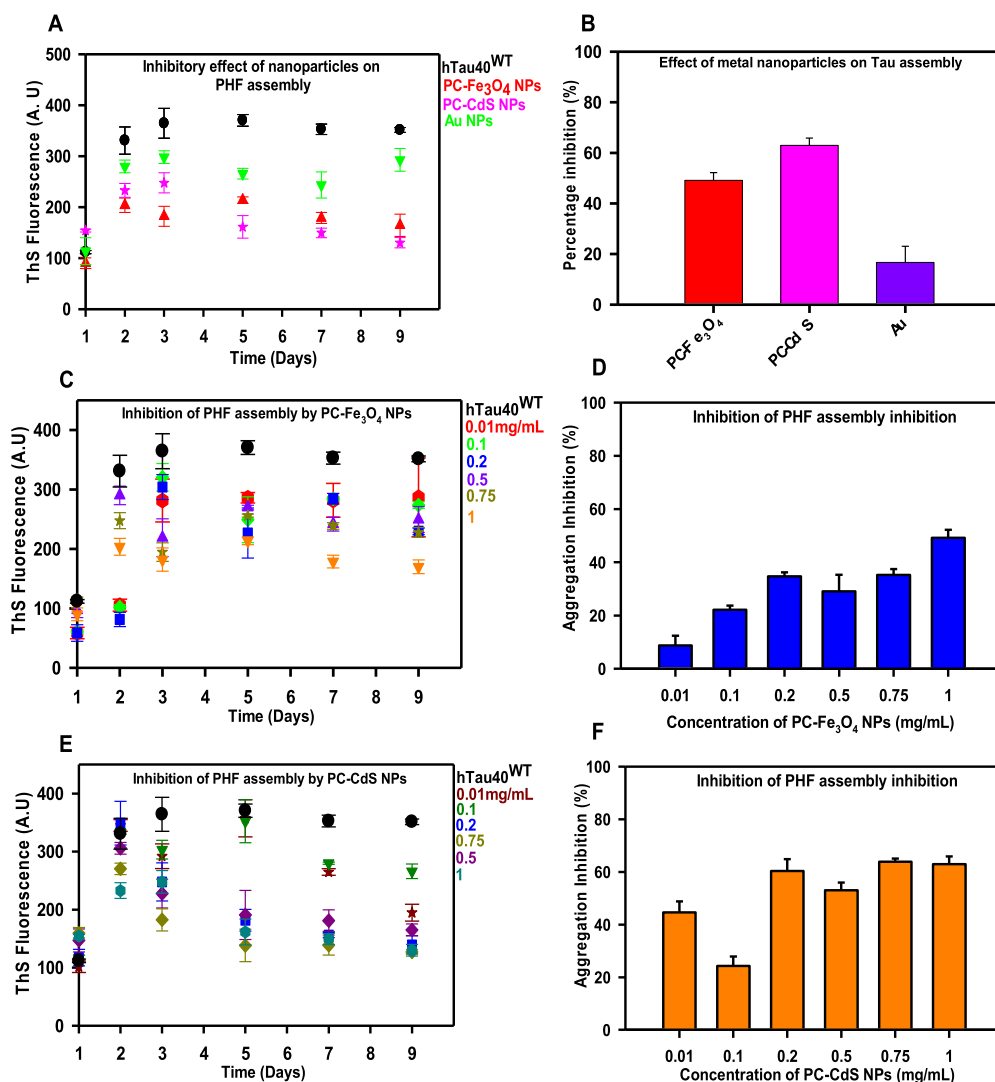 A
500
400
300
200
100
0
ThS Fluorescence (A. U)
Inhibitory effect of nanoparticles on
PHF assembly
hTau40WT
PC-Fe3O4 NPs
PC-CdS NPs
Au NPs
1 2 3 4 5 6 7 8 9
Time (Days)
B
100
80
60
40
20
0
Percentage inhibition (%)
Effect of metal nanoparticles on Tau assembly
PC-F e3O4
PC-Cd S
Au
C
400
300
200
100
0
ThS Fluorescence (A.U)
Inhibition of PHF assembly by PC-Fe3O4 NPs
hTau40WT
0.01mg/mL
0.1
0.2
0.5
0.75
1
1 2 3 4 5 6 7 8 9
Time (Days)
D
100
80
60
40
20
0
Aggregation Inhibition (%)
Inhibition of PHF assembly inhibition
0.01 0.1 0.2 0.5 0.75 1
Concentration of PC-Fe3O4 NPs (mg/mL)
E
400
300
200
100
0
ThS Fluorescence (A.U)
Inhibition of PHF assembly by PC-CdS NPs
hTau40WT
0.01mg/mL
0.1
0.2
0.75
0.5
1
1 2 3 4 5 6 7 8 9
Time (Days)
F
100
80
60
40
20
0
Aggregation Inhibition (%)
Inhibition of PHF assembly inhibition
0.01 0.1 0.2 0.5 0.75 1
Concentration of PC-CdS NPs (mg/mL)